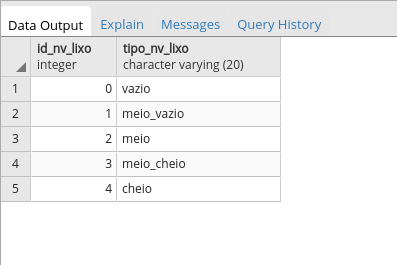 Data Output Explain Messages Query History
id_nv_lixo tipo_nv_lixo
integer character varying (20)
1 0 vazio
2 1 meio_vazio
3 2 meio
4 3 meio_cheio
5 4 cheio